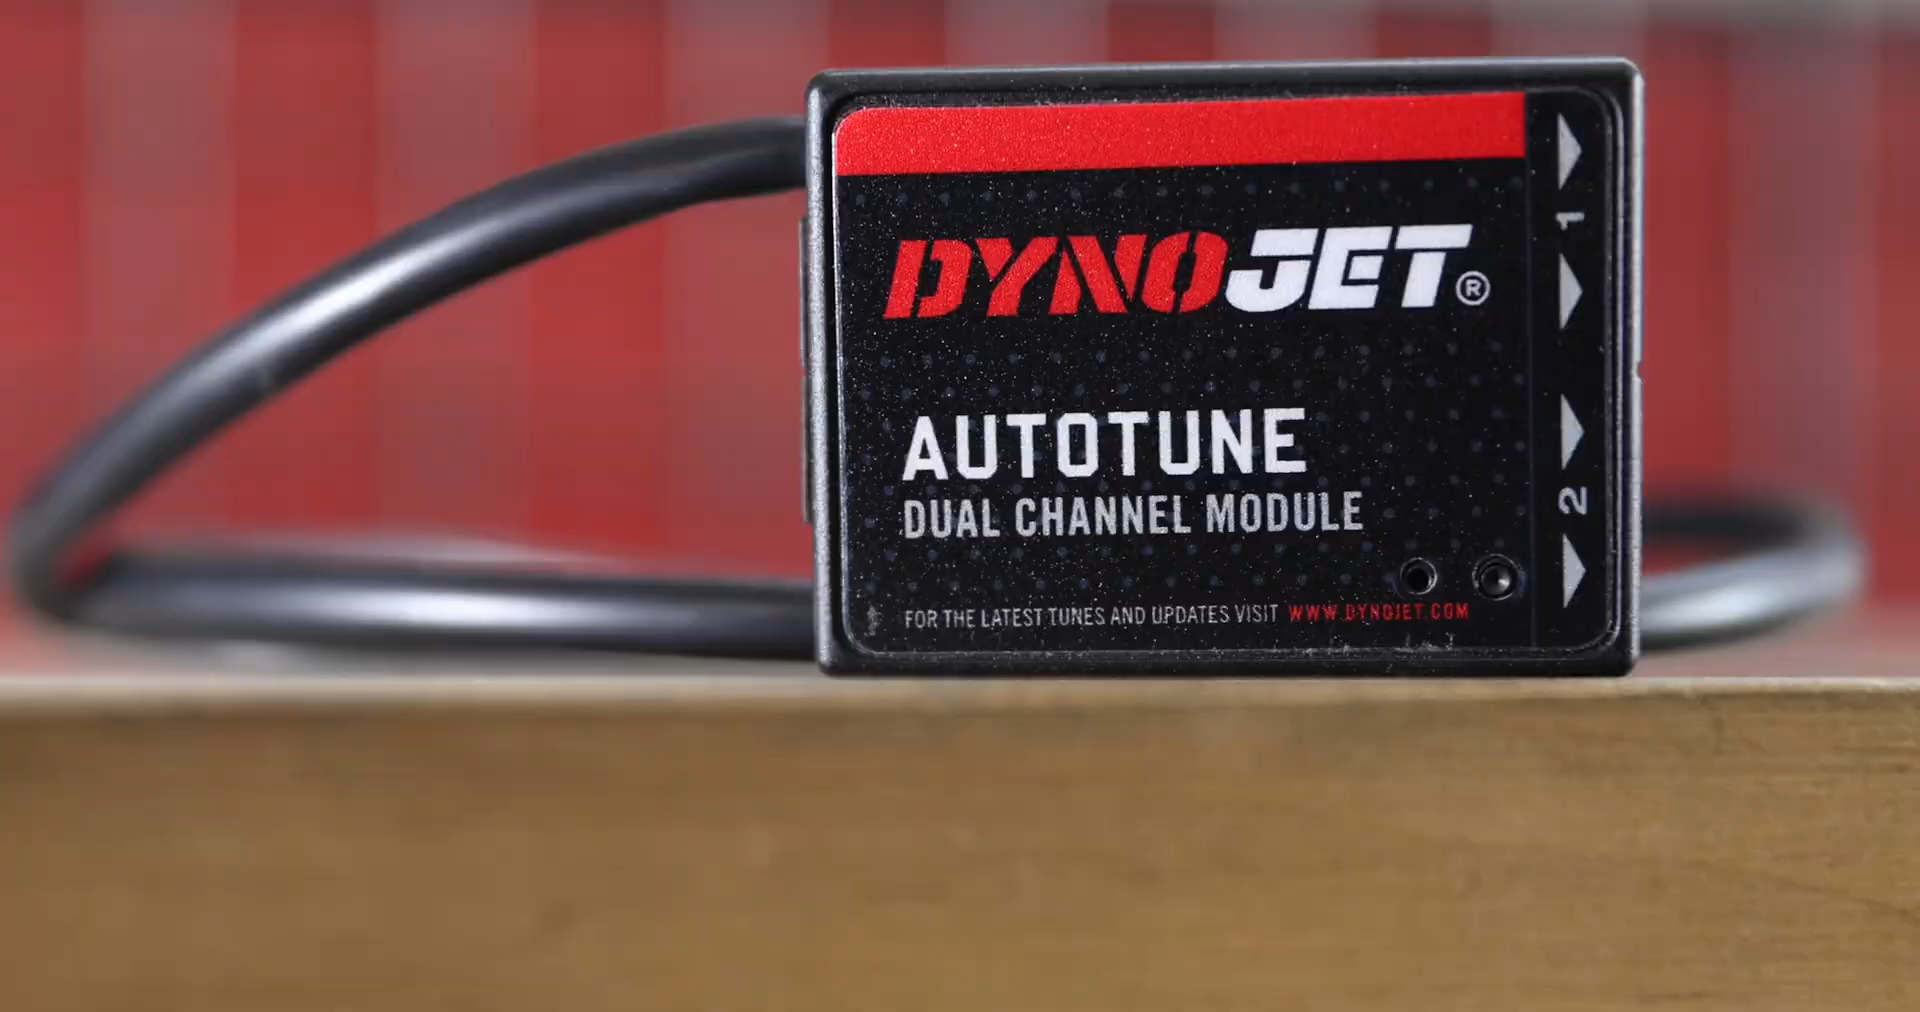 DYNOJET®
AUTOTUNE
DUAL CHANNEL MODULE
FOR THE LATEST TUNES AND UPDATES VISIT WWW.DYNOJET.COM
1
2